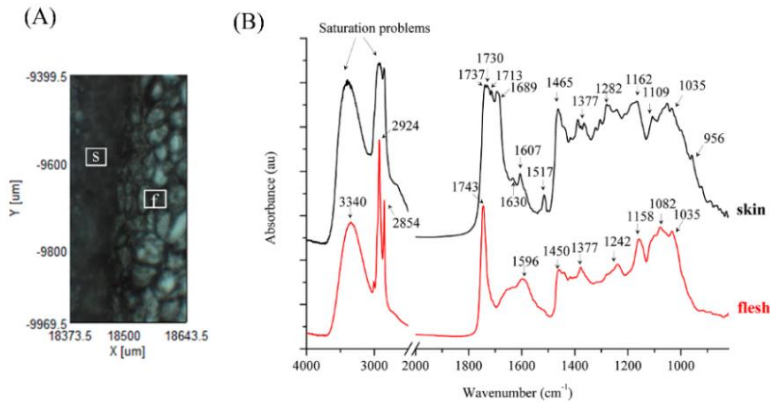 (A)
(B)
Saturation problems
-9399.5
-9600
-9800
-9969.5
Y [um]
s
f
18373.5 18500 18643.5
X [um]
Absorbance (au)
1730
1737 1713
1689
1465
1377
1282
1162
1109
1035
956
1607
1630
1517
skin
2924
2854
3340
1743
1596
1450
1377
1242
1158
1082
1035
flesh
4000 3000 2000 1800 1600 1400 1200 1000
Wavenumber (cm-1)